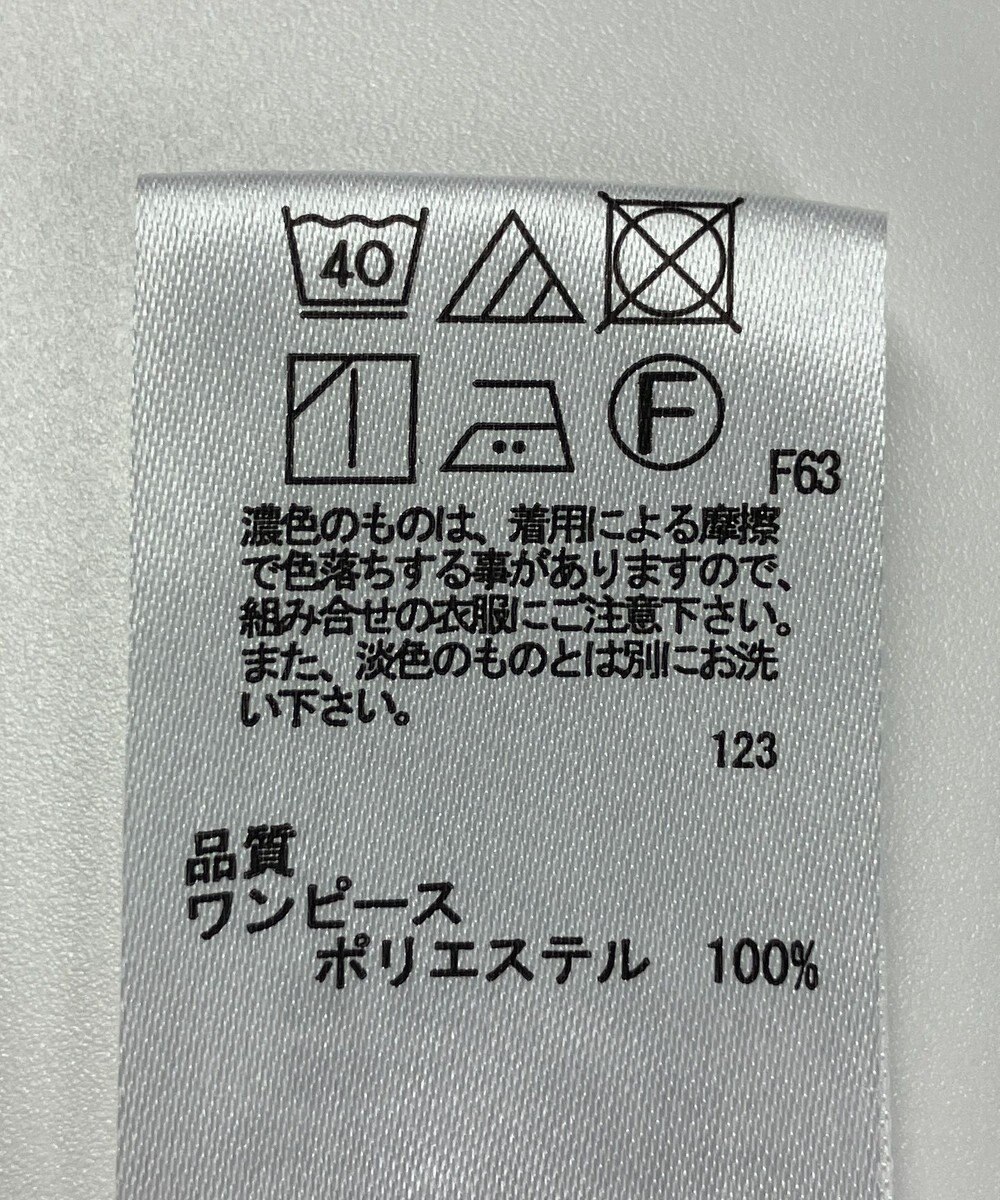 40
F
F63
濃色のものは、着用による摩擦
で色落ちする事がありますので、
組み合せの衣服にご注意下さい。
また、淡色のものとは別にお洗
い下さい。
123
品質
ワンピース
ポリエステル 100%